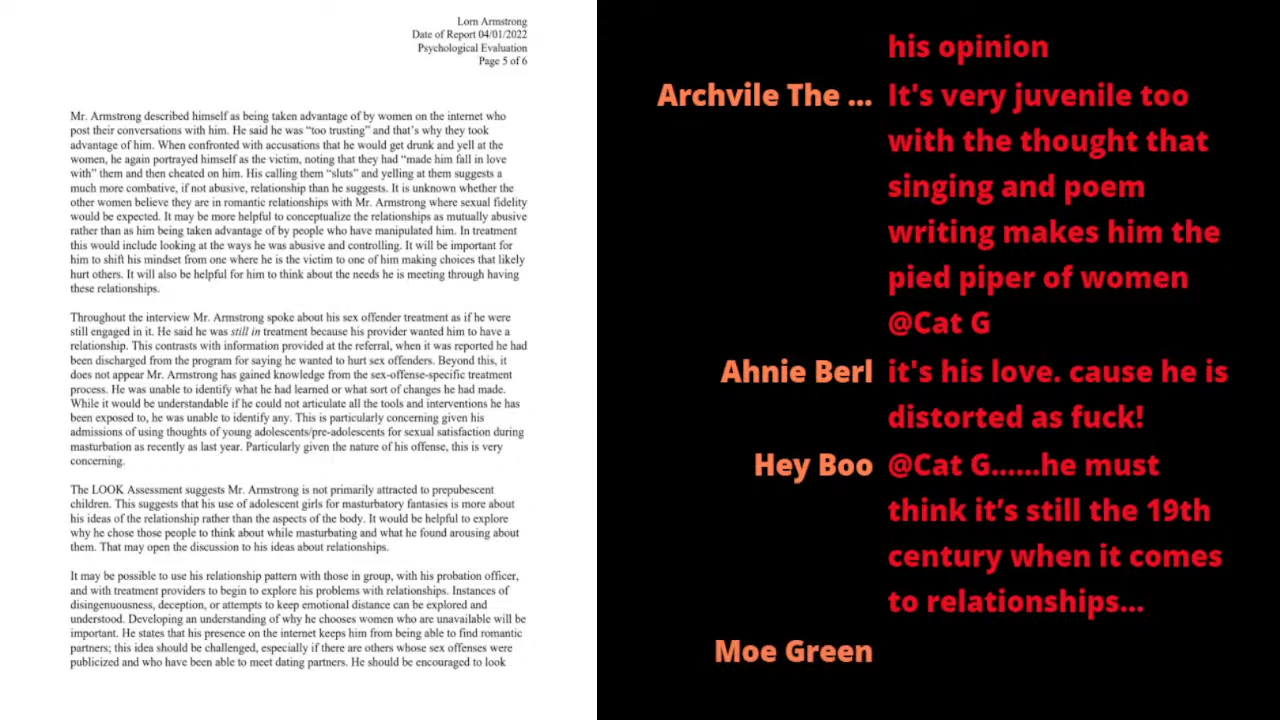 Lorn Armstrong
Date of Report 04/01/2022
Psychological Evaluation
Page 5 of 6
Mr. Armstrong described himself as being taken advantage of by women on the internet who
post their conversations with him. He said he was “too trusting” and that’s why they took
advantage of him. When confronted with accusations that he would get drunk and yell at the
women, he again portrayed himself as the victim, noting that they had “made him fall in love
with” them and then cheated on him. His calling them “sluts” and yelling at them suggests a
much more combative, if not abusive, relationship than he suggests. It is unknown whether the
other women believe they are in romantic relationships with Mr. Armstrong where sexual fidelity
would be expected. It may be more helpful to conceptualize the relationships as mutually abusive
rather than as him being taken advantage of by people who have manipulated him. In treatment
this would include looking at the ways he was abusive and controlling. It will be important for
him to shift his mindset from one where he is the victim to one of him making choices that likely
hurt others. It will also be helpful for him to think about the needs he is meeting through having
these relationships.
Throughout the interview Mr. Armstrong spoke about his sex offender treatment as if he were
still engaged in it. He said he was still in treatment because his provider wanted him to have a
relationship. This contrasts with information provided at the referral, when it was reported he had
been discharged from the program for saying he wanted to hurt sex offenders. Beyond this, it
does not appear Mr. Armstrong has gained knowledge from the sex-offense-specific treatment
process. He was unable to identify what he had learned or what sort of changes he had made.
While it would be understandable if he could not articulate all the tools and interventions he has
been exposed to, he was unable to identify any. This is particularly concerning given his
admissions of using thoughts of young adolescents/pre-adolescents for sexual satisfaction during
masturbation as recently as last year. Particularly given the nature of his offense, this is very
concerning.
The LOOK Assessment suggests Mr. Armstrong is not primarily attracted to prepubescent
children. This suggests that his use of adolescent girls for masturbatory fantasies is more about
his ideas of the relationship rather than the aspects of the body. It would be helpful to explore
why he chose those people to think about while masturbating and what he found arousing about
them. That may open the discussion to his ideas about relationships.
It may be possible to use his relationship pattern with those in group, with his probation officer,
and with treatment providers to begin to explore his problems with relationships. Instances of
disingenuousness, deception, or attempts to keep emotional distance can be explored and
understood. Developing an understanding of why he chooses women who are unavailable will be
important. He states that his presence on the internet keeps him from being able to find romantic
partners; this idea should be challenged, especially if there are others whose sex offenses were
publicized and who have been able to meet dating partners. He should be encouraged to look
his opinion
Archvile The ... It's very juvenile too
with the thought that
singing and poem
writing makes him the
pied piper of women
@Cat G
Ahnie Berl it's his love. cause he is
distorted as fuck!
Hey Boo @Cat G......he must
think it’s still the 19th
century when it comes
to relationships...
Moe Green